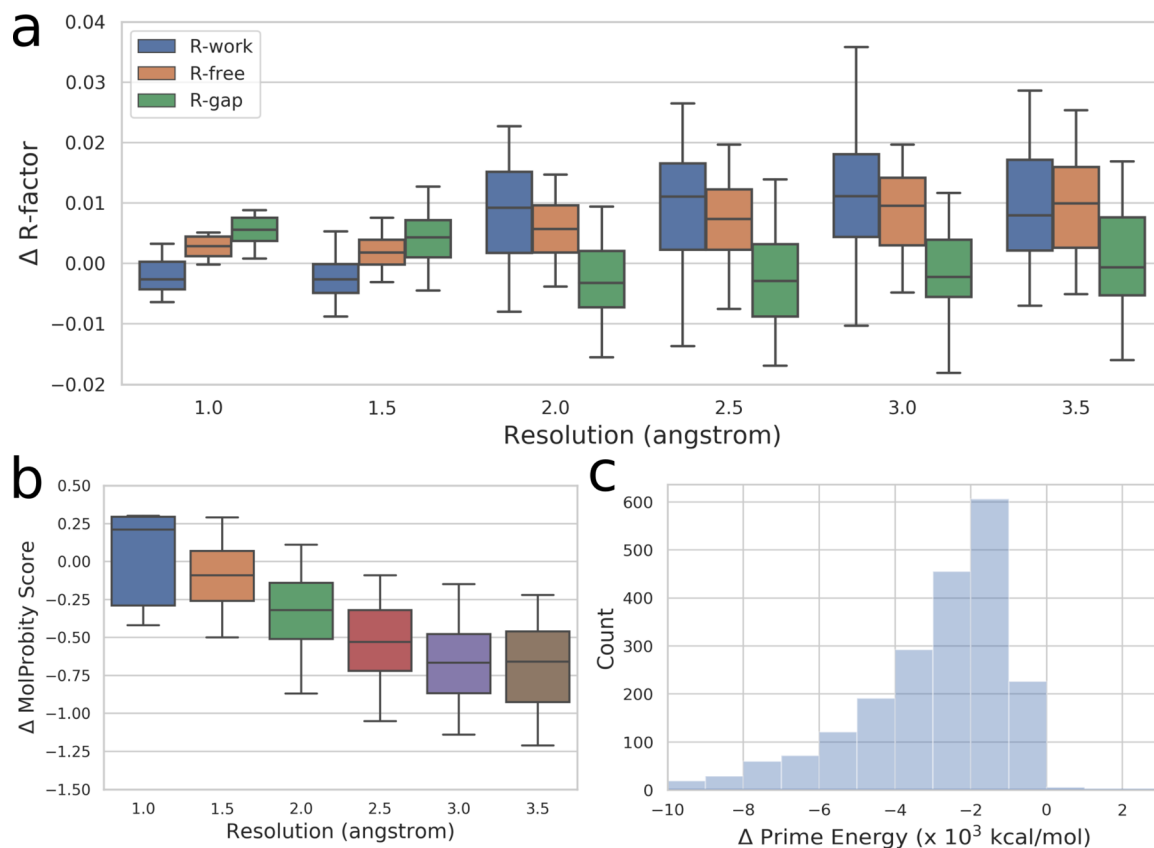 a
0.04
0.03
0.02
0.01
0.00
−0.01
−0.02
Δ R-factor
R-work
R-free
R-gap
1.0 1.5 2.0 2.5 3.0 3.5
Resolution (angstrom)
b
0.50
0.25
0.00
−0.25
−0.50
−0.75
−1.00
−1.25
−1.50
Δ MolProbity Score
1.0 1.5 2.0 2.5 3.0 3.5
Resolution (angstrom)
c
600
500
400
300
200
100
0
Count
−10 −8 −6 −4 −2 0 2
Δ Prime Energy (x 10³ kcal/mol)